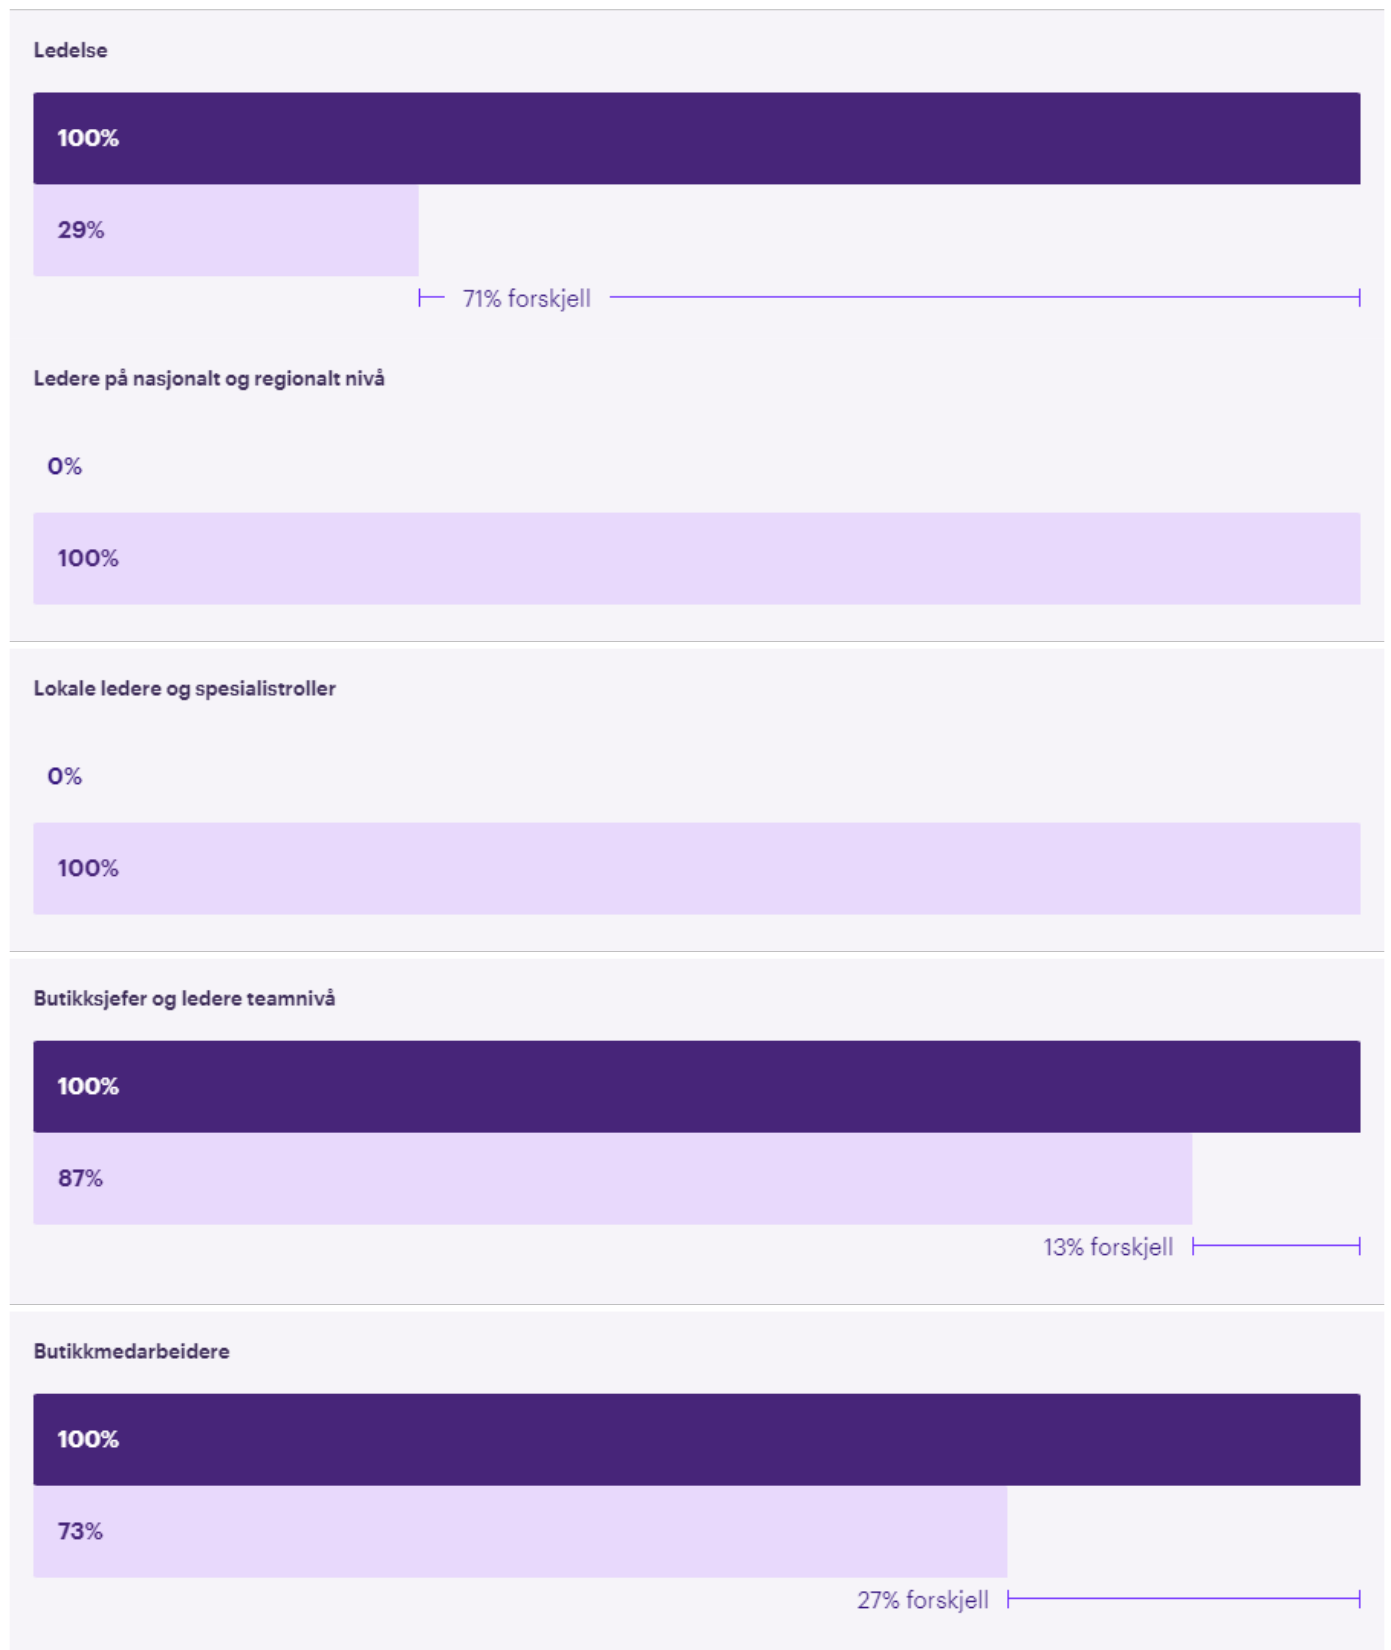 Ledelse
100%
29%
71% forskjell
Ledere på nasjonalt og regionalt nivå
0%
100%
Lokale ledere og spesialistroller
0%
100%
Butikksjefer og ledere teamnivå
100%
87%
13% forskjell
Butikkmedarbeidere
100%
73%
27% forskjell